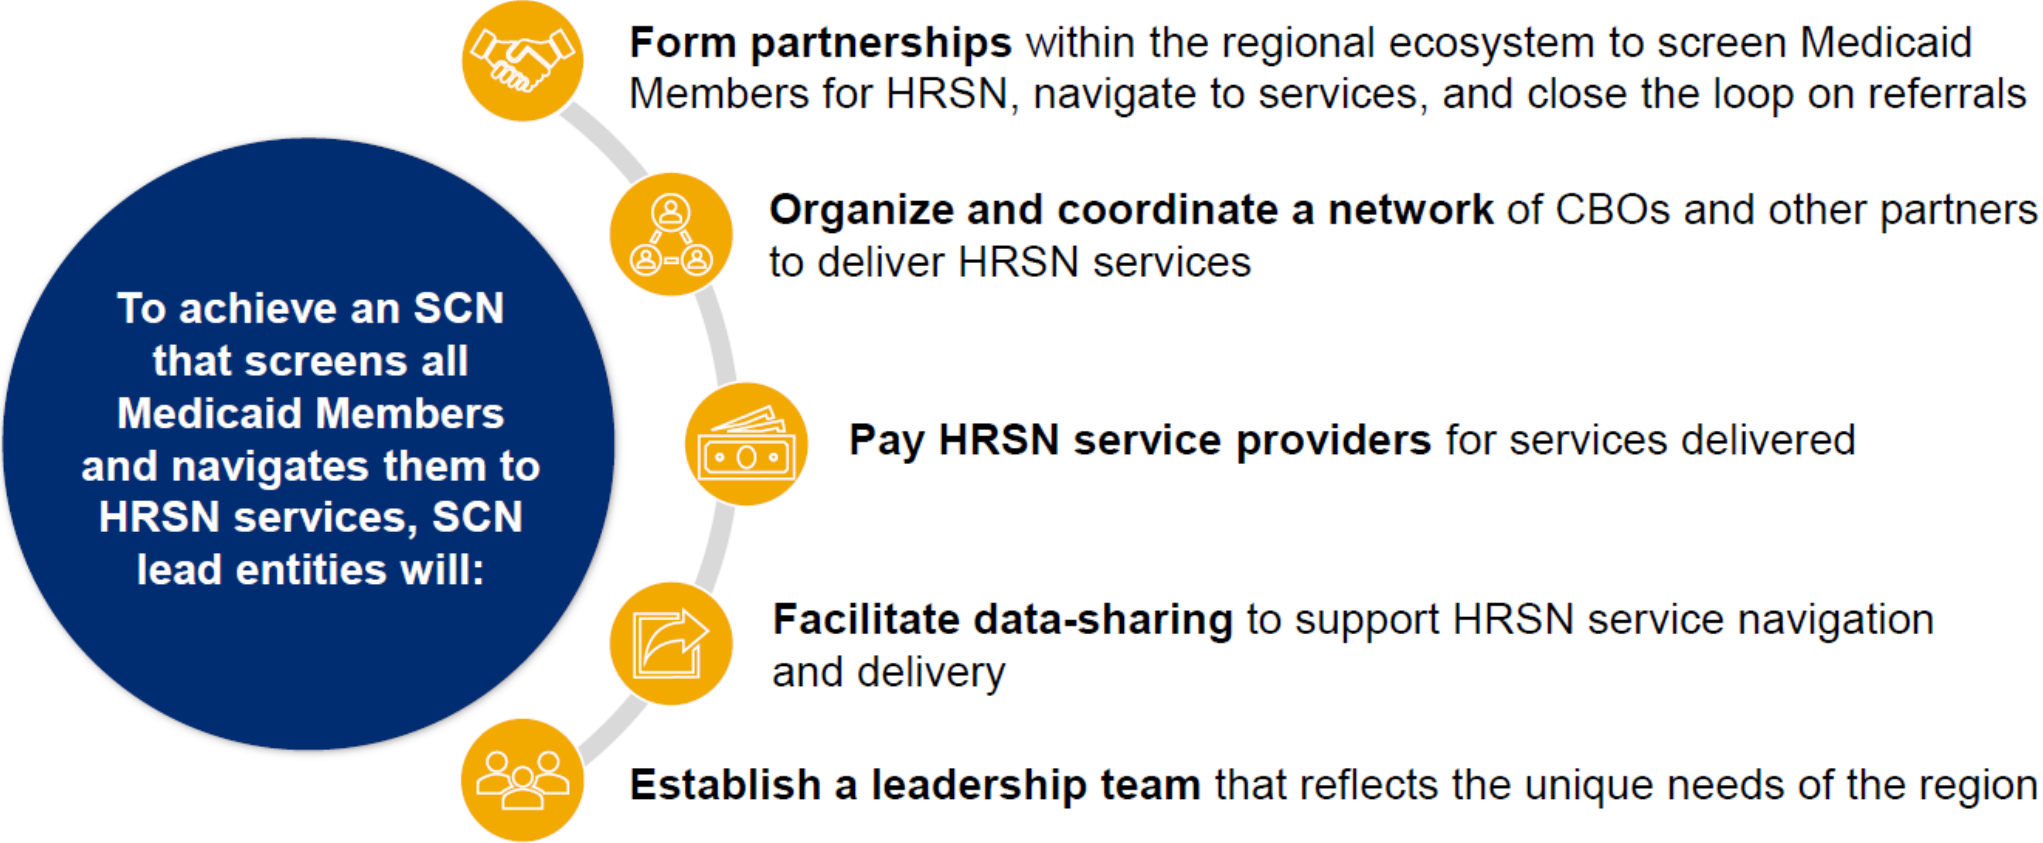 To achieve an SCN
that screens all
Medicaid Members
and navigates them to
HRSN services, SCN
lead entities will:
Form partnerships within the regional ecosystem to screen Medicaid
Members for HRSN, navigate to services, and close the loop on referrals
Organize and coordinate a network of CBOs and other partners
to deliver HRSN services
Pay HRSN service providers for services delivered
Facilitate data-sharing to support HRSN service navigation
and delivery
Establish a leadership team that reflects the unique needs of the region